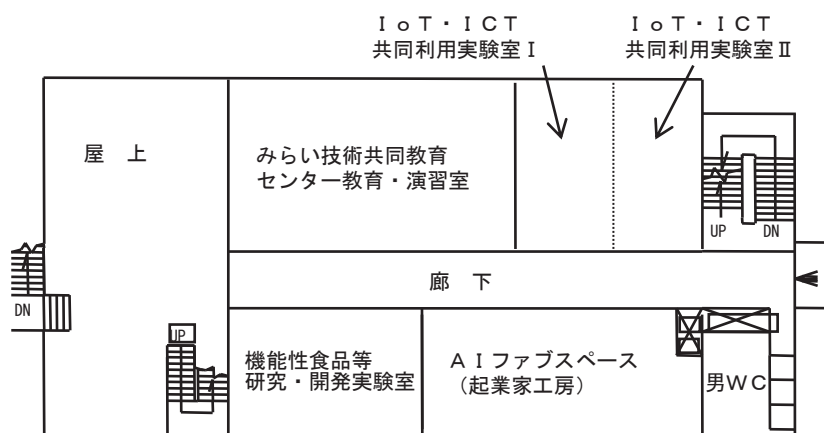 ＩｏＴ・ＩＣＴ
共同利用実験室Ⅰ
ＩｏＴ・ＩＣＴ
共同利用実験室Ⅱ
屋　上
みらい技術共同教育
センター教育・演習室
UP
DN
廊　下
DN
UP
機能性食品等
研究・開発実験室
ＡＩファブスペース
（起業家工房）
男ＷＣ